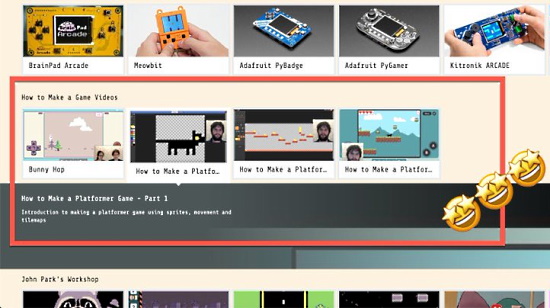 Pad
Arcade
BrainPad Arcade
Meowbit
Adafruit PyBadge
Adafruit PyGamer
Kitronik ARCADE
How to Make a Game Videos
Bunny Hop
How to Make a Platfo…
How to Make a Platfor…
How to Make a Platfor…
How to Make a Platformer Game - Part 1
Introduction to making a platformer game using sprites, movement and
tilemaps
John Park's Workshop